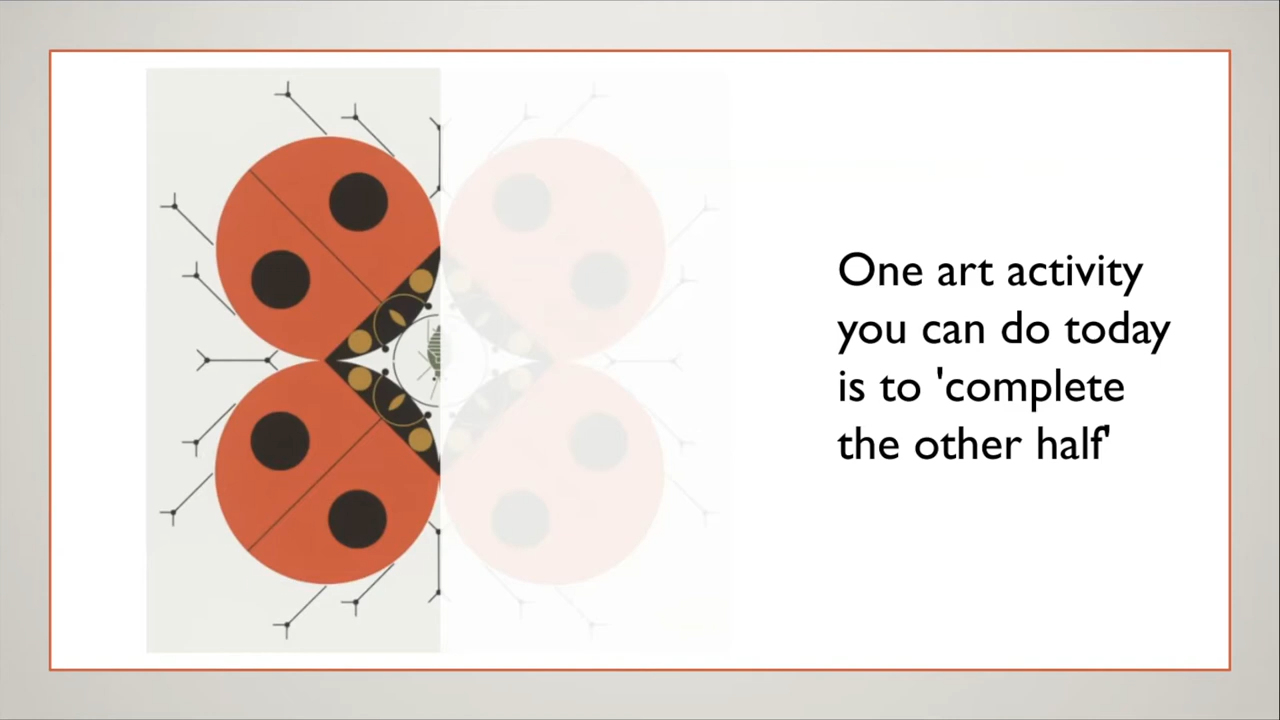 One art activity
you can do today
is to 'complete
the other half'